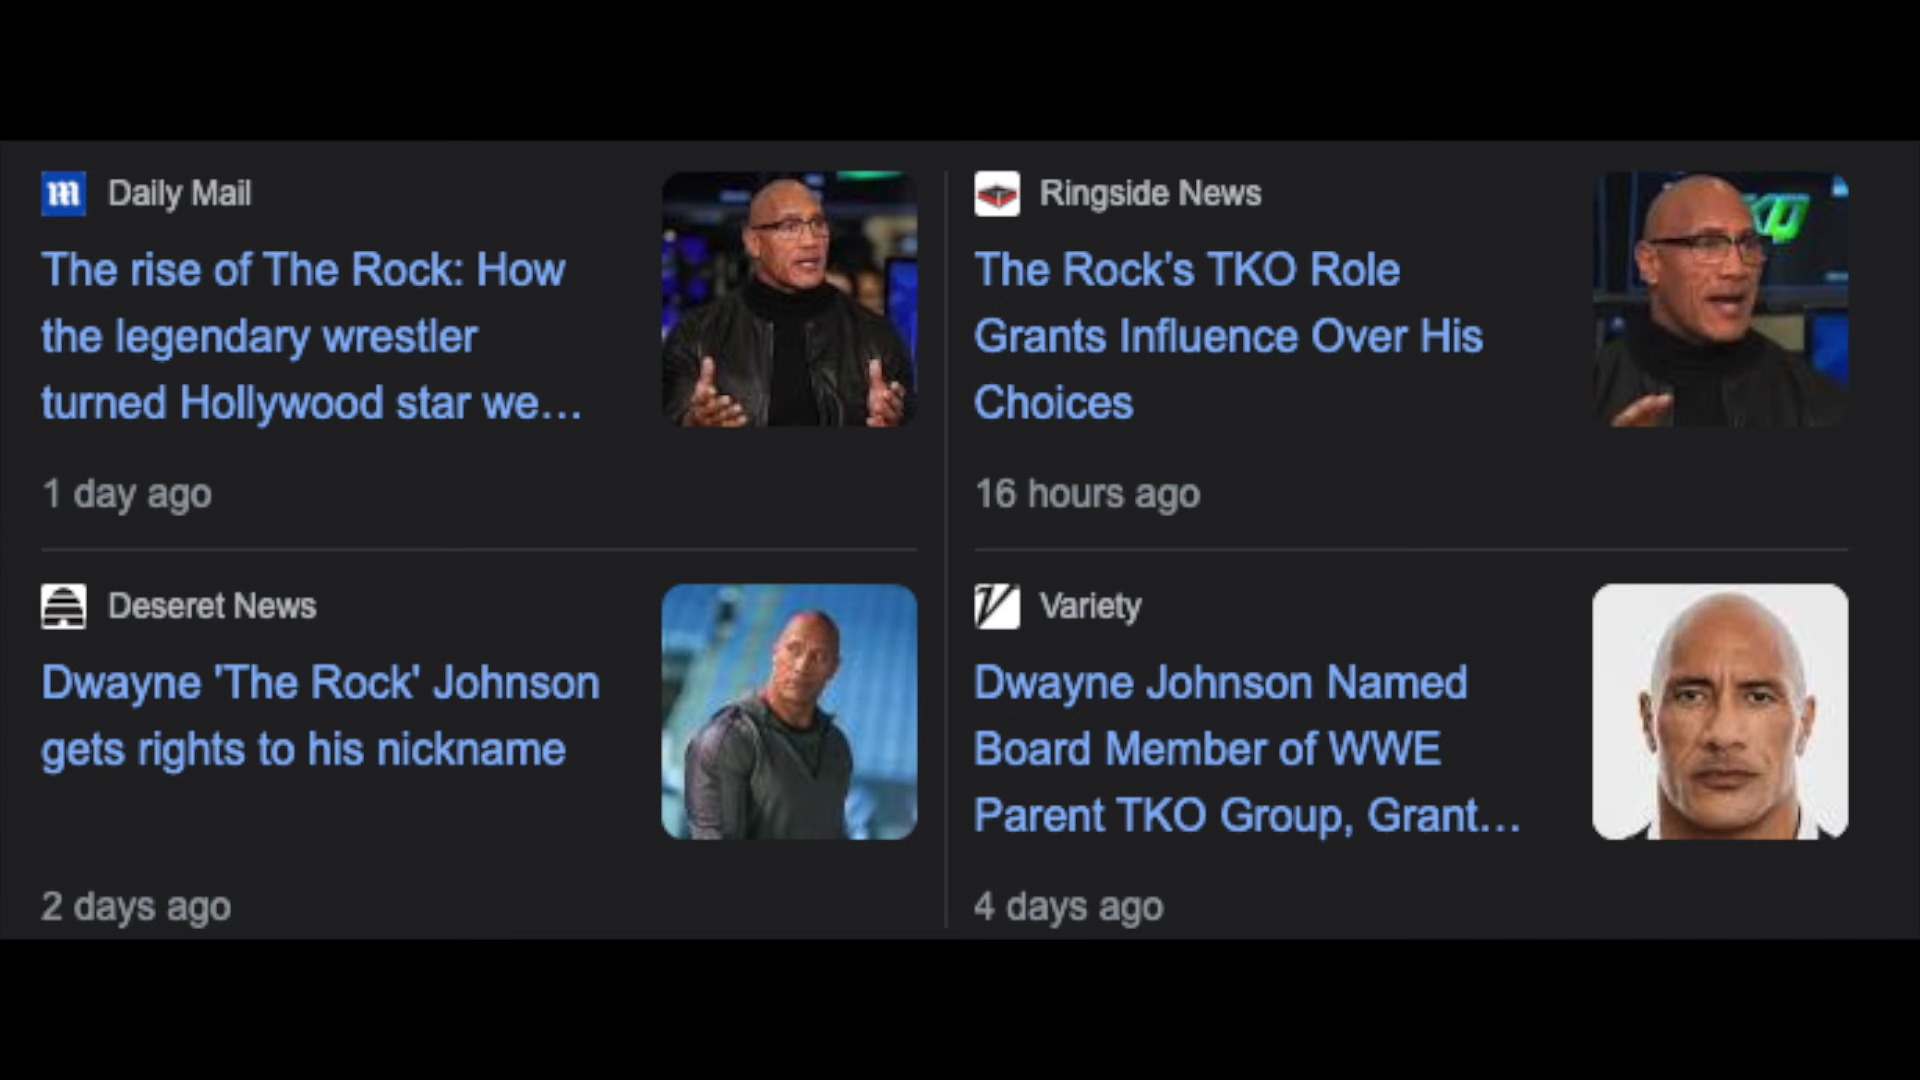 Daily Mail
The rise of The Rock: How
the legendary wrestler
turned Hollywood star we...
1 day ago
Ringside News
The Rock's TKO Role
Grants Influence Over His
Choices
16 hours ago
Deseret News
Dwayne 'The Rock' Johnson
gets rights to his nickname
2 days ago
Variety
Dwayne Johnson Named
Board Member of WWE
Parent TKO Group, Grant...
4 days ago